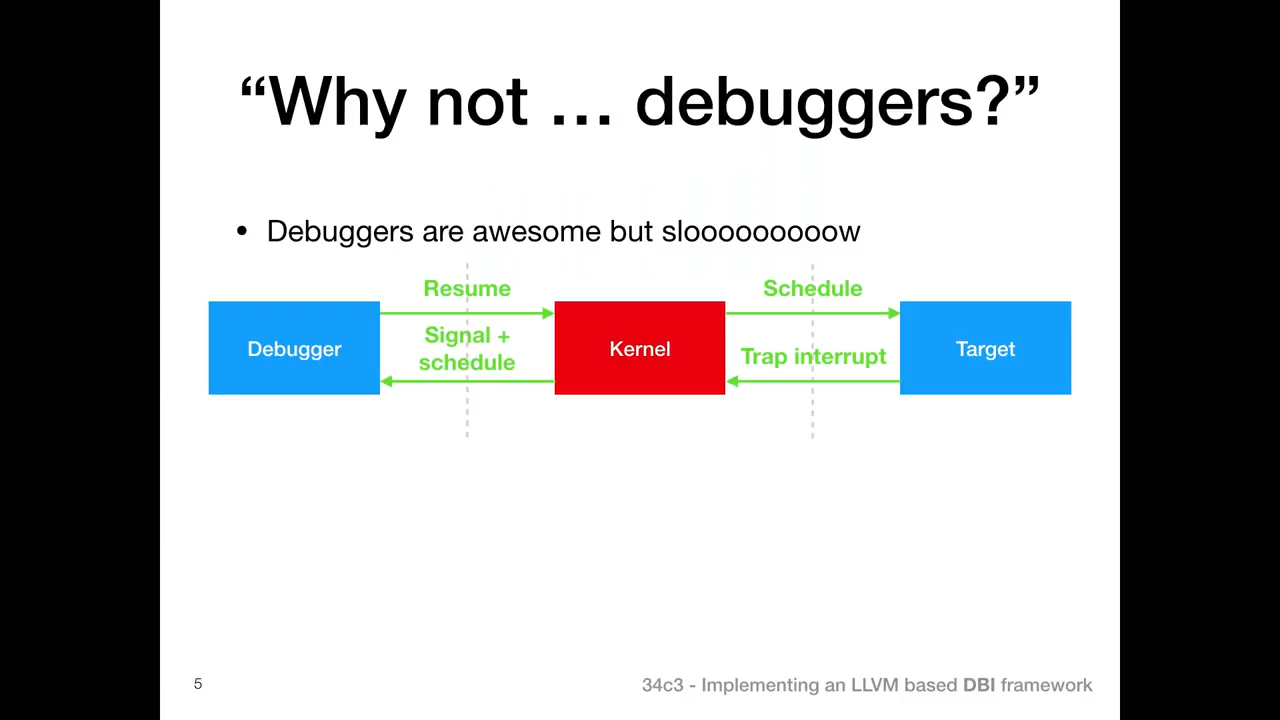 “Why not … debuggers?”
• Debuggers are awesome but slooooooooow
Resume
Schedule
Debugger
Signal +
schedule
Kernel
Trap interrupt
Target
5
34c3 - Implementing an LLVM based DBI framework